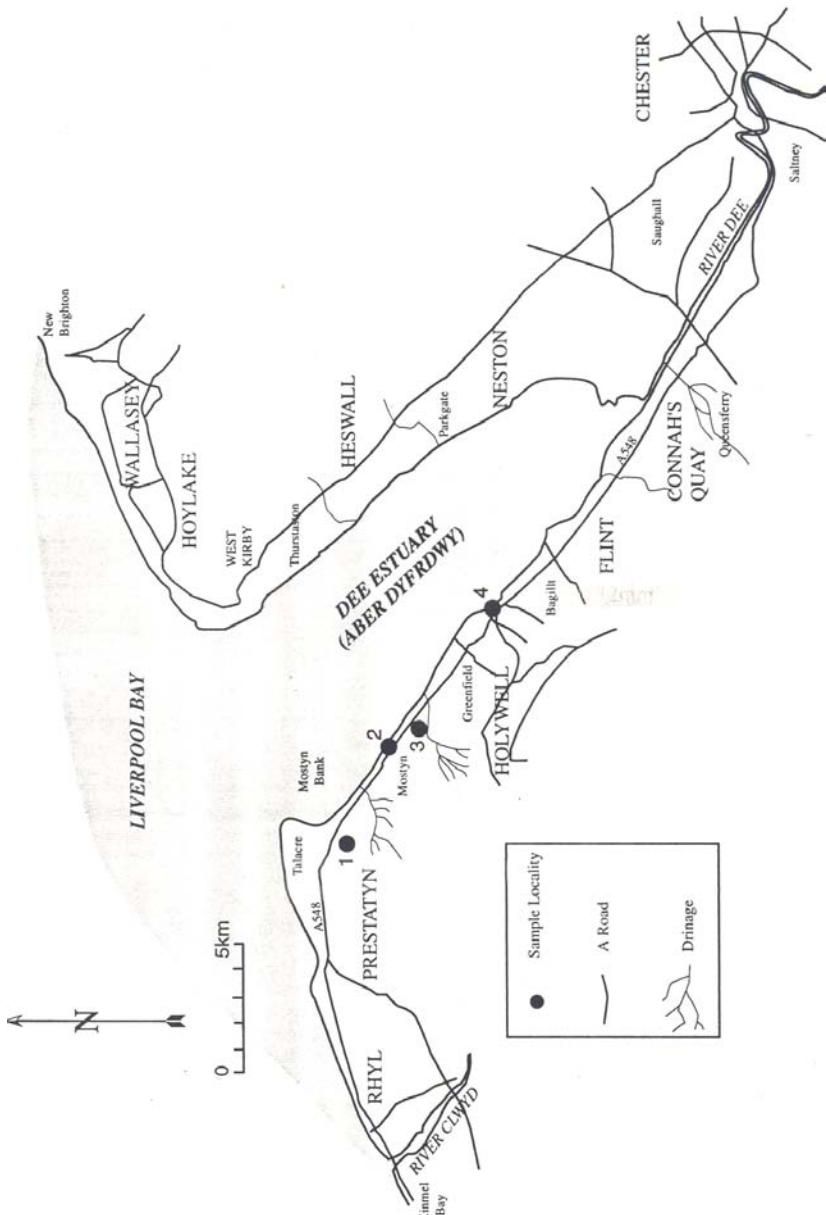 N
0
5km
LIVERPOOL BAY
New
Brighton
WALLASEY
HOYLAKE
WEST
KIRBY
Thurstaston
HESWALL
Parkgate
NESTON
Saughall
CHESTER
Saltney
RIVER DEE
DEE ESTUARY
(ABER DYFRDWY)
Queensferry
CONNAH'S
QUAY
A548
FLINT
Bagillt
4
Greenfield
HOLYWELL
3
2
Mostyn
Mostyn
Bank
1
Talacre
A548
PRESTATYN
RHYL
RIVER CLWYD
inmel
Bay
Sample Locality
A Road
Drinage